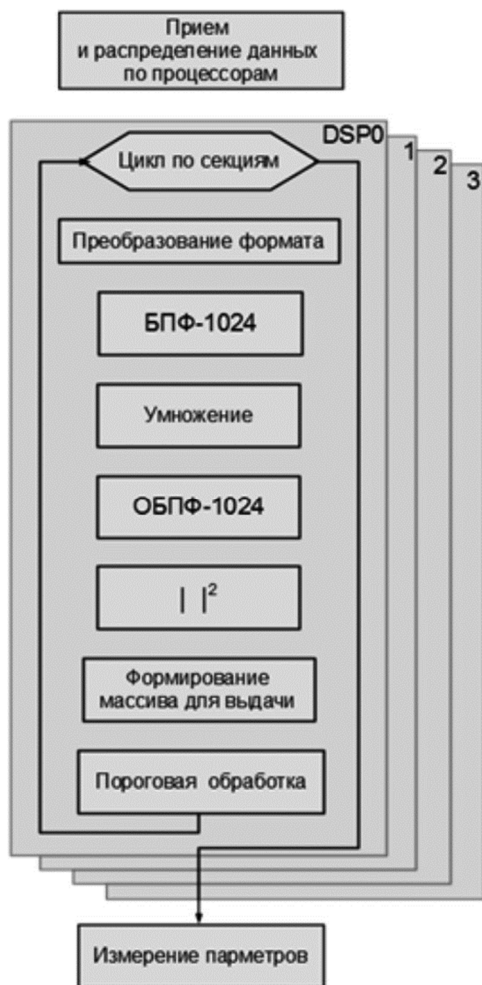 Прием
и распределение данных
по процессорам
DSP0
1
2
3
Цикл по секциям
Преобразование формата
БПФ-1024
Умножение
ОБПФ-1024
| |²
Формирование
массива для выдачи
Пороговая обработка
Измерение парметров